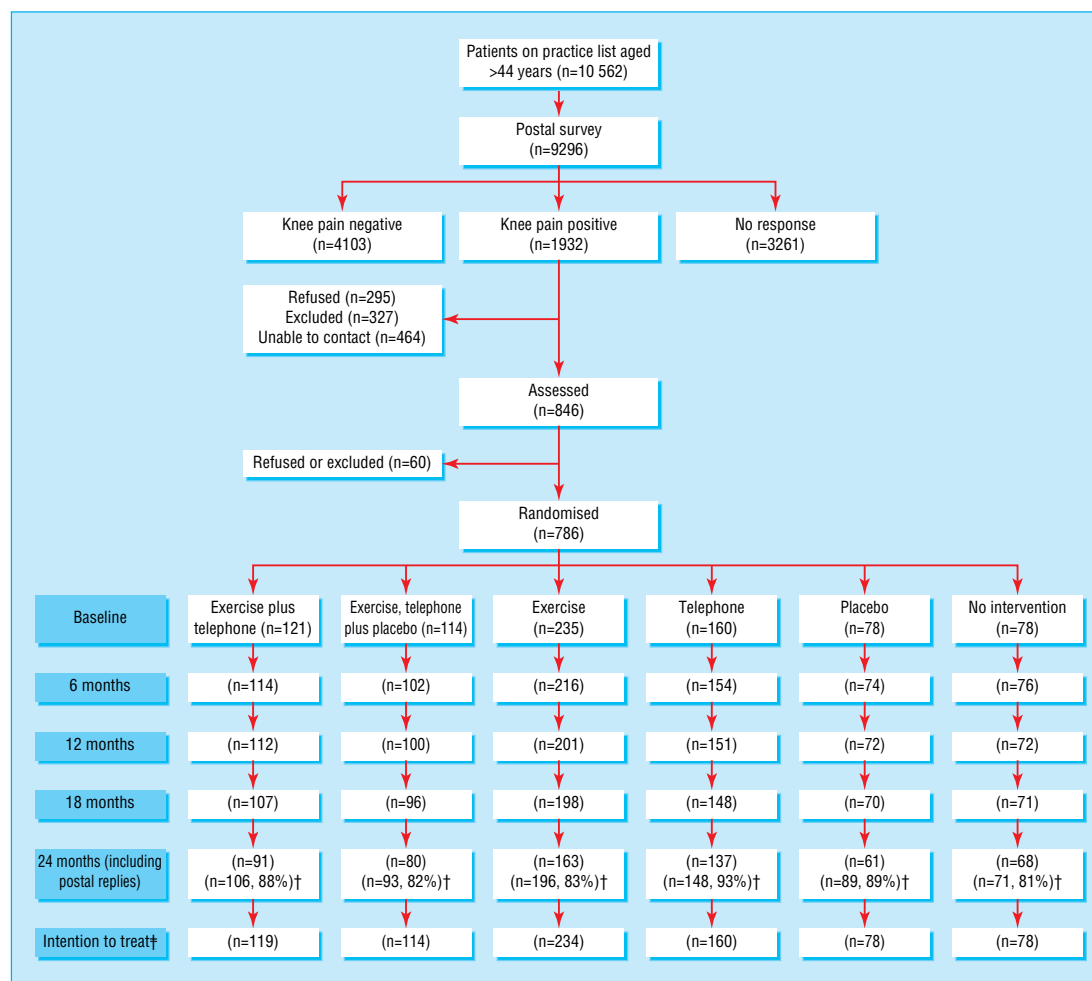 Patients on practice list aged
>44 years (n=10 562)
Postal survey
(n=9296)
Knee pain negative
(n=4103)
Knee pain positive
(n=1932)
No response
(n=3261)
Refused (n=295)
Excluded (n=327)
Unable to contact (n=464)
Assessed
(n=846)
Refused or excluded (n=60)
Randomised
(n=786)
Baseline
Exercise plus
telephone (n=121)
Exercise, telephone
plus placebo (n=114)
Exercise
(n=235)
Telephone
(n=160)
Placebo
(n=78)
No intervention
(n=78)
6 months
(n=114)
(n=102)
(n=216)
(n=154)
(n=74)
(n=76)
12 months
(n=112)
(n=100)
(n=201)
(n=151)
(n=72)
(n=72)
18 months
(n=107)
(n=96)
(n=198)
(n=148)
(n=70)
(n=71)
24 months (including
postal replies)
(n=91)
(n=106, 88%)†
(n=80)
(n=93, 82%)†
(n=163)
(n=196, 83%)†
(n=137)
(n=148, 93%)†
(n=61)
(n=89, 89%)†
(n=68)
(n=71, 81%)†
Intention to treat‡
(n=119)
(n=114)
(n=234)
(n=160)
(n=78)
(n=78)